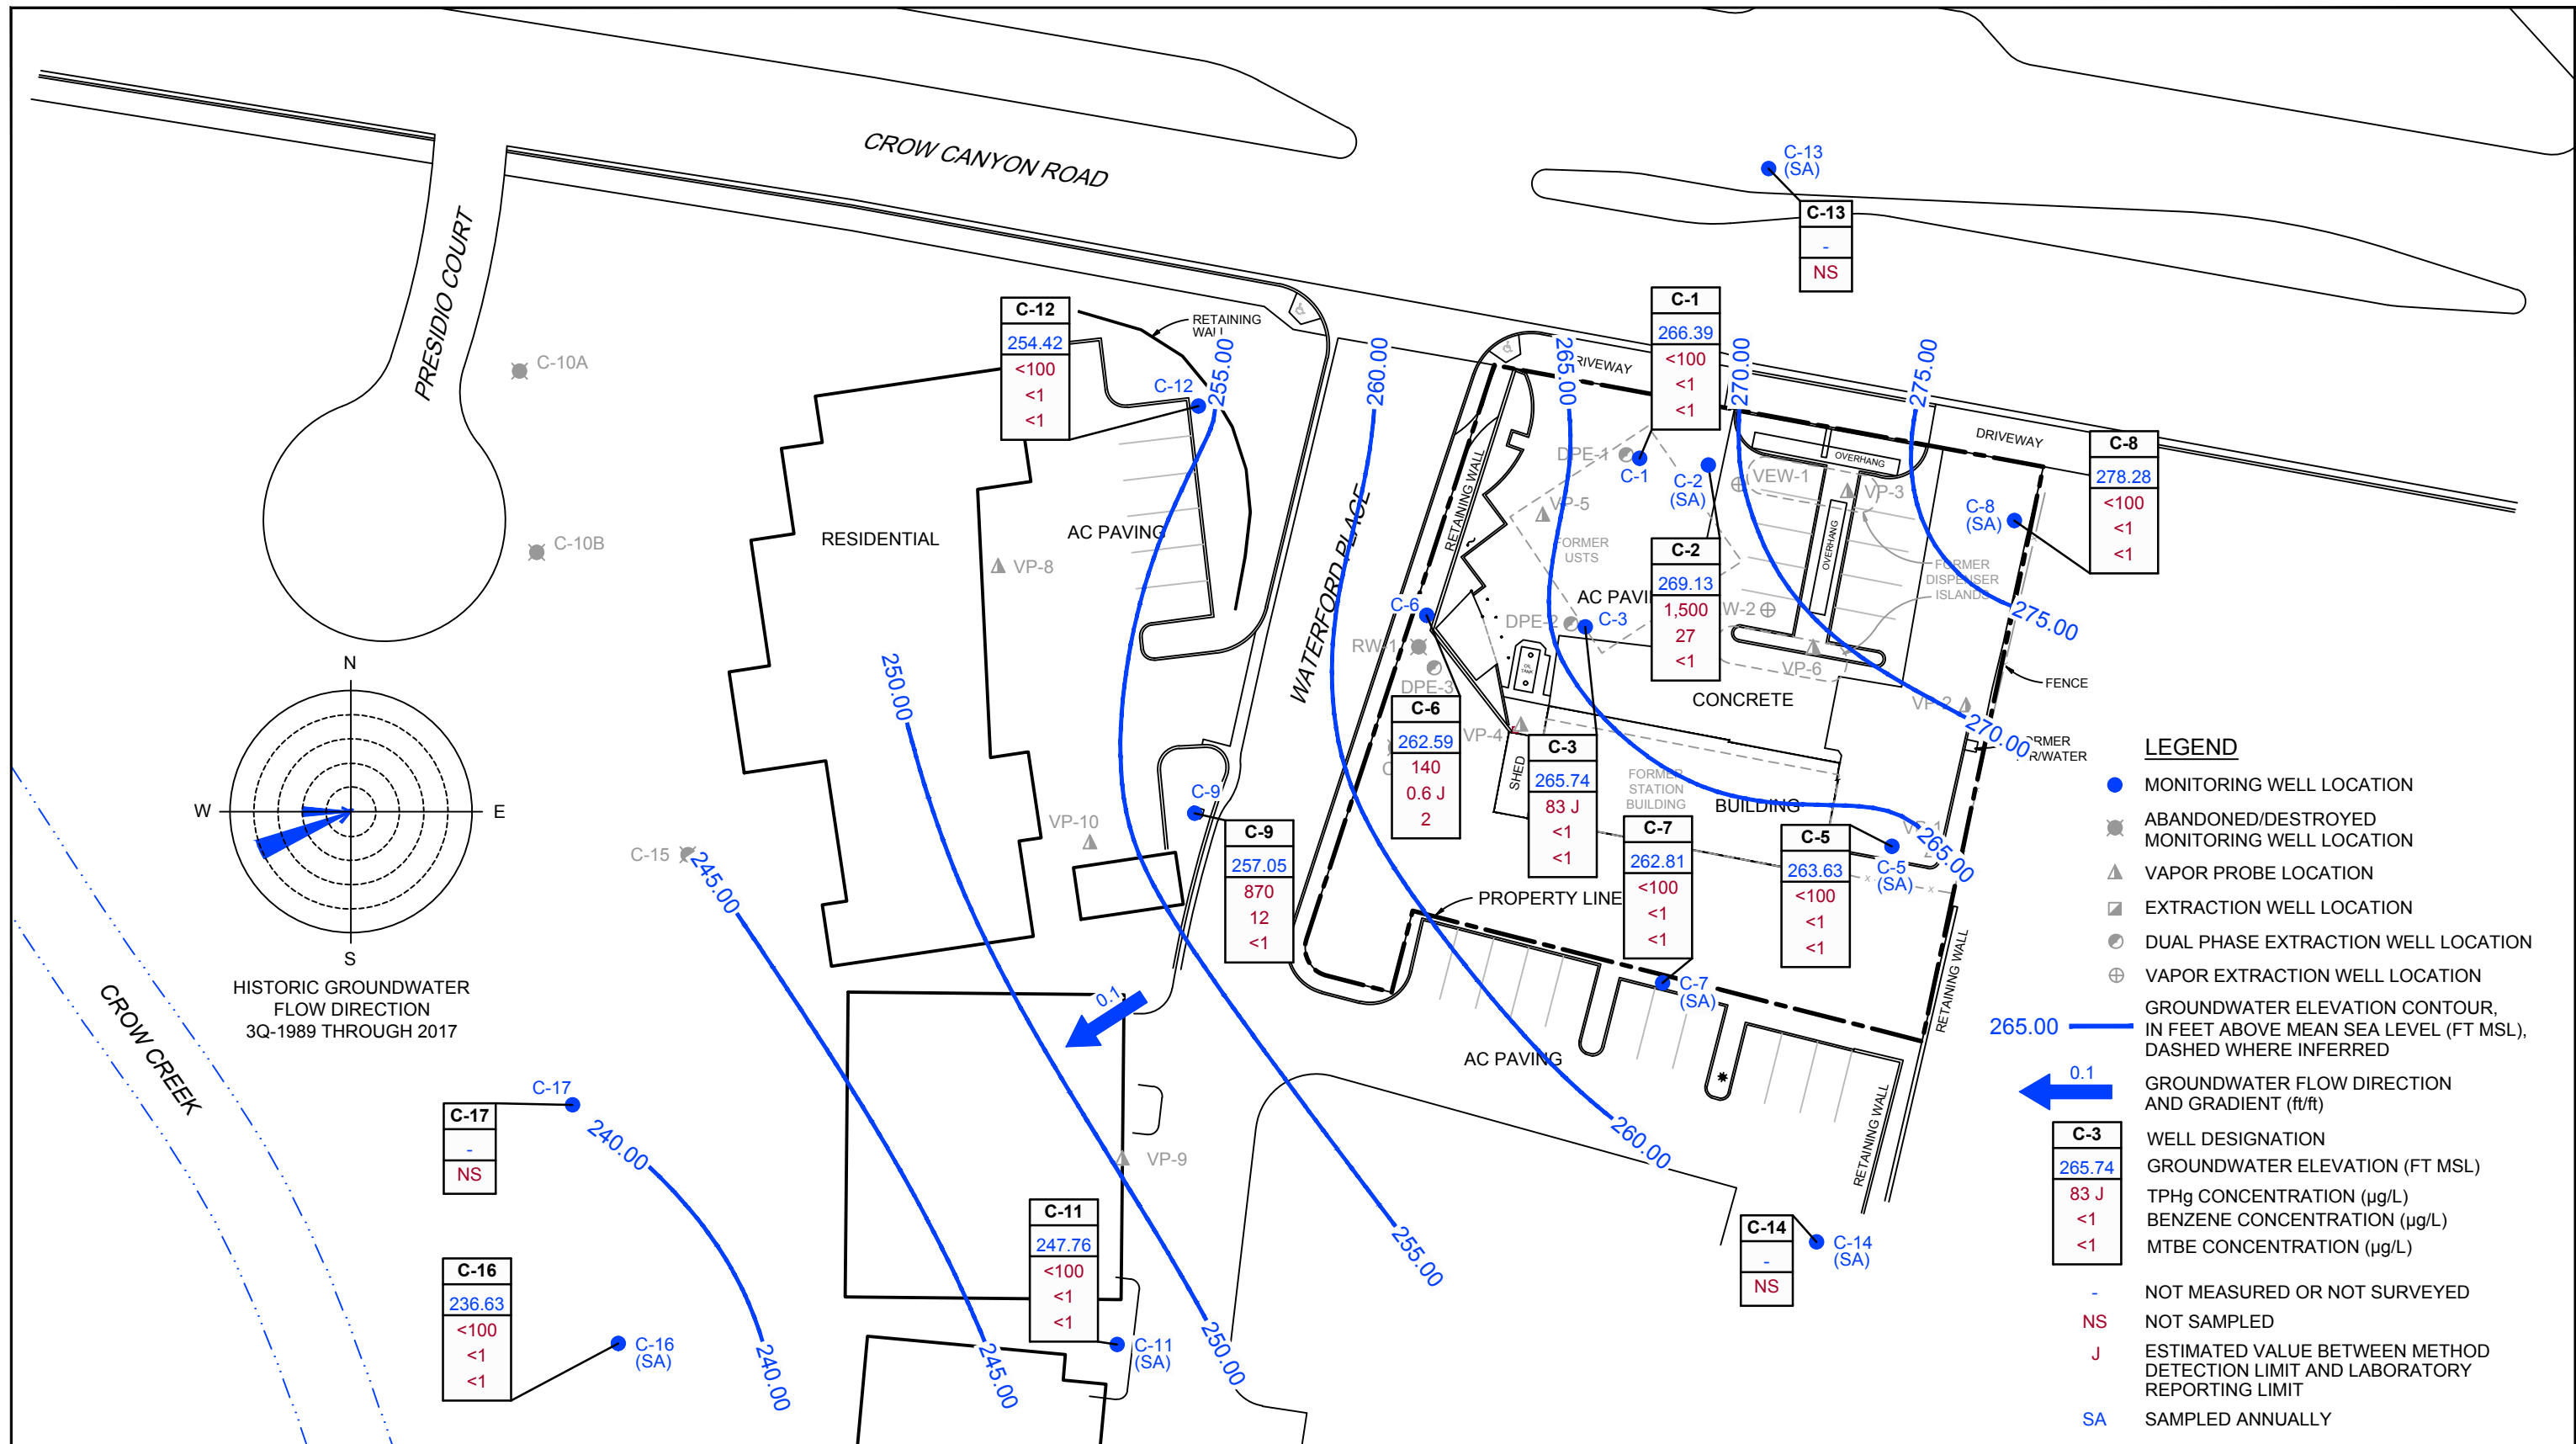 CROW CANYON ROAD
PRESIDIO COURT
WATERFORD PLACE
CROW CREEK
C-13
(SA)
C-13
-
NS
C-12
254.42
<100
<1
<1
RETAINING
WALL
C-12
255.00
260.00
265.00
DRIVEWAY
C-1
266.39
<100
<1
<1
270.00
275.00
DRIVEWAY
OVERHANG
C-8
278.28
<100
<1
<1
C-10A
C-10B
RESIDENTIAL
AC PAVING
VP-8
RETAINING WALL
DPE-1
C-1
C-2
(SA)
VEW-1
VP-3
C-8
(SA)
VP-5
FORMER
USTS
OVERHANG
C-2
269.13
1,500
27
<1
FORMER
DISPENSER
ISLANDS
275.00
AC PAVI
W-2
C-6
DPE-2
C-3
RW-1
DPE-3
VP-6
CONCRETE
FENCE
VP-2
270.00
RMER
R/WATER
250.00
C-6
262.59
140
0.6 J
2
VP-4
SHED
C-3
265.74
83 J
<1
<1
FORMER
STATION
BUILDING
BUILDING
VP-1
265.00
C-7
262.81
<100
<1
<1
C-5
263.63
<100
<1
<1
C-5
(SA)
C-9
VP-10
C-9
257.05
870
12
<1
C-15
245.00
PROPERTY LINE
C-7
(SA)
RETAINING WALL
AC PAVING
RETAINING WALL
N
W
E
S
HISTORIC GROUNDWATER
FLOW DIRECTION
3Q-1989 THROUGH 2017
0.1
C-17
C-17
-
NS
240.00
VP-9
260.00
C-11
247.76
<100
<1
<1
C-11
(SA)
C-14
-
NS
C-14
(SA)
C-16
236.63
<100
<1
<1
C-16
(SA)
240.00
245.00
250.00
255.00
LEGEND
MONITORING WELL LOCATION
ABANDONED/DESTROYED
MONITORING WELL LOCATION
VAPOR PROBE LOCATION
EXTRACTION WELL LOCATION
DUAL PHASE EXTRACTION WELL LOCATION
VAPOR EXTRACTION WELL LOCATION
265.00
GROUNDWATER ELEVATION CONTOUR,
IN FEET ABOVE MEAN SEA LEVEL (FT MSL),
DASHED WHERE INFERRED
0.1
GROUNDWATER FLOW DIRECTION
AND GRADIENT (ft/ft)
C-3 WELL DESIGNATION
265.74 GROUNDWATER ELEVATION (FT MSL)
83 J TPHg CONCENTRATION (µg/L)
<1 BENZENE CONCENTRATION (µg/L)
<1 MTBE CONCENTRATION (µg/L)
- NOT MEASURED OR NOT SURVEYED
NS NOT SAMPLED
J ESTIMATED VALUE BETWEEN METHOD
DETECTION LIMIT AND LABORATORY
REPORTING LIMIT
SA SAMPLED ANNUALLY